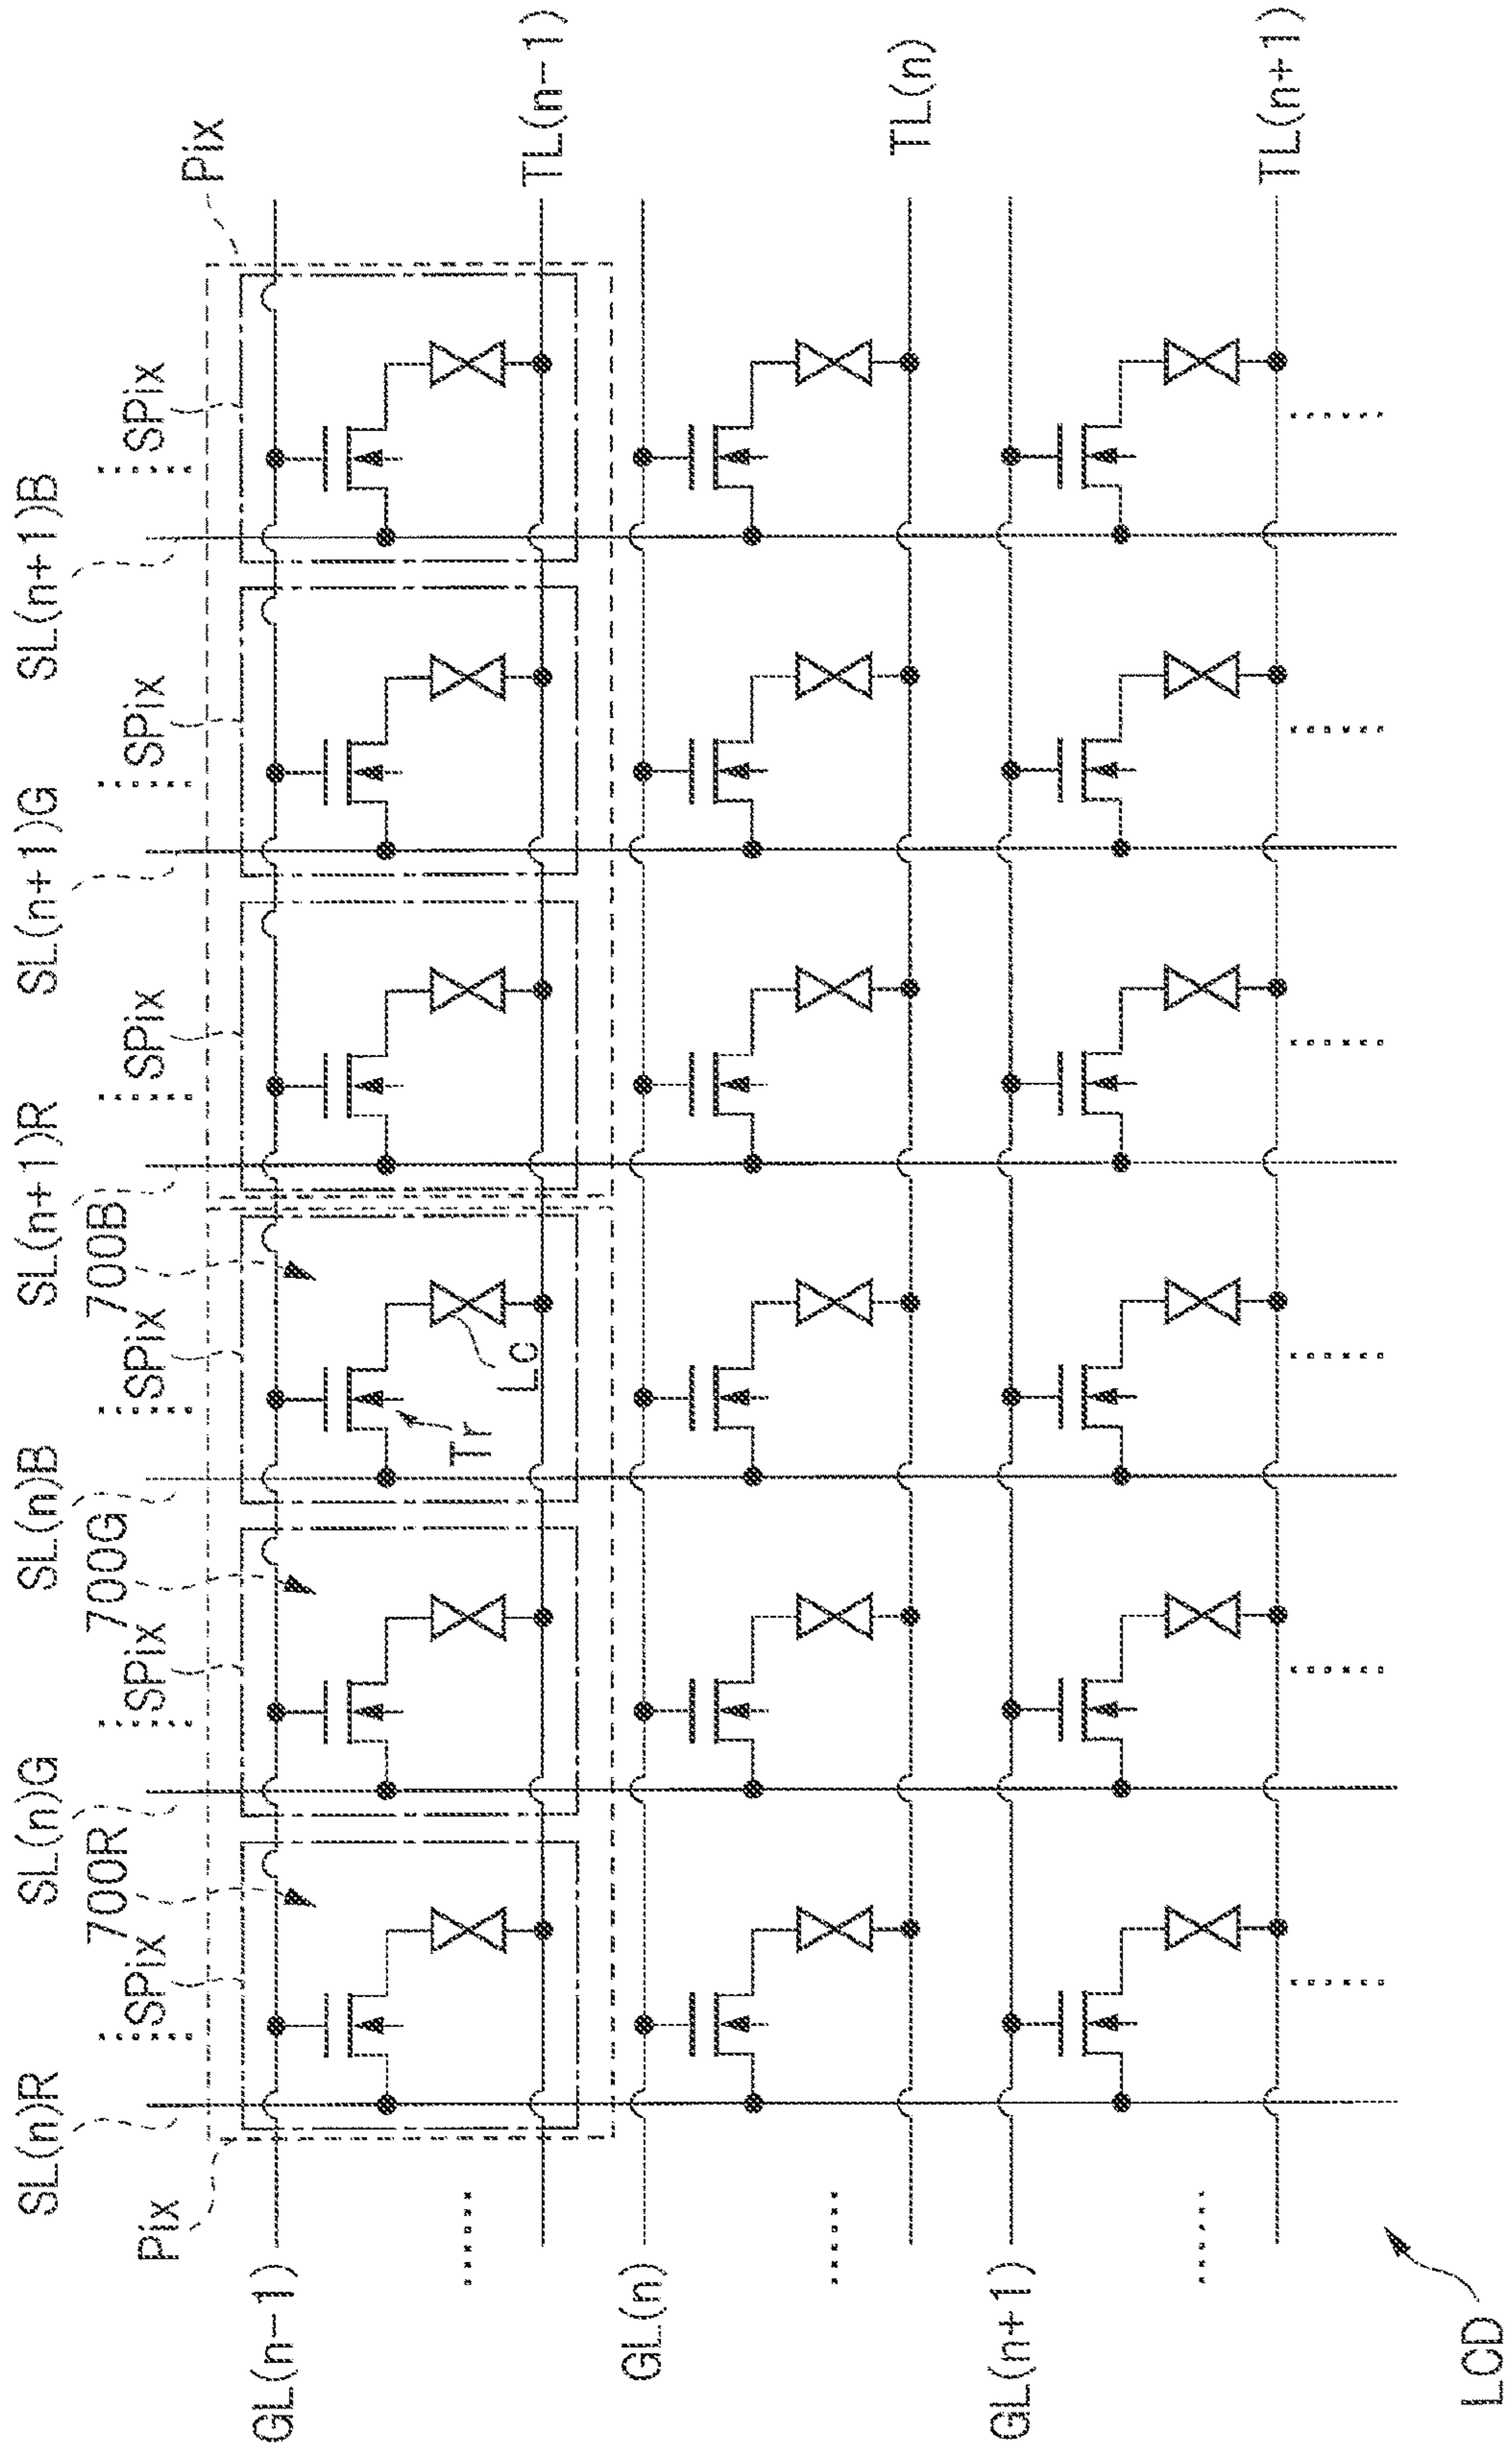 SL(n)R
SL(n)G
SL(n)B
SL(n+1)R
SL(n+1)G
SL(n+1)B
700R
700G
700B
SPix
SPix
SPix
SPix
SPix
SPix
Pix
Pix
GL(n-1)
Tr
Lc
TL(n-1)
GL(n)
TL(n)
GL(n+1)
TL(n+1)
LCD